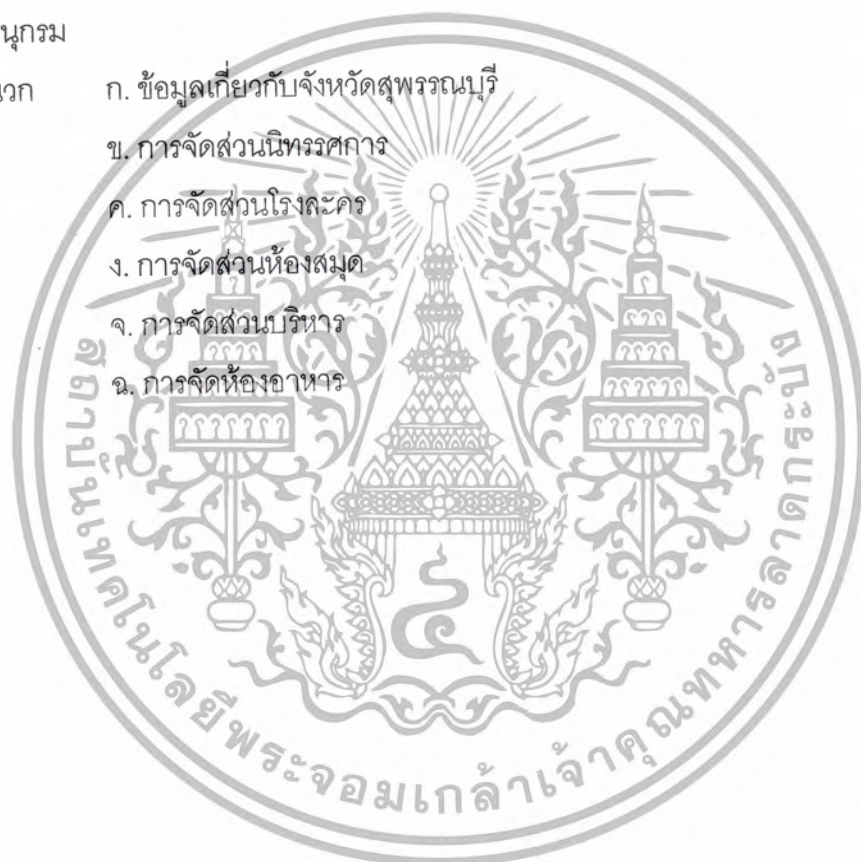 นุกรม
นวก ก. ข้อมูลเกี่ยวกับจังหวัดสุพรรณบุรี
ข. การจัดส่วนนิทรรศการ
ค. การจัดส่วนโรงละคร
ง. การจัดส่วนห้องสมุด
จ. การจัดส่วนบริหาร
ฉ. การจัดห้องอาหาร
สถาบันเทคโนโลยีพระจอมเกล้าเจ้าคุณทหารลาดกระบัง
๔